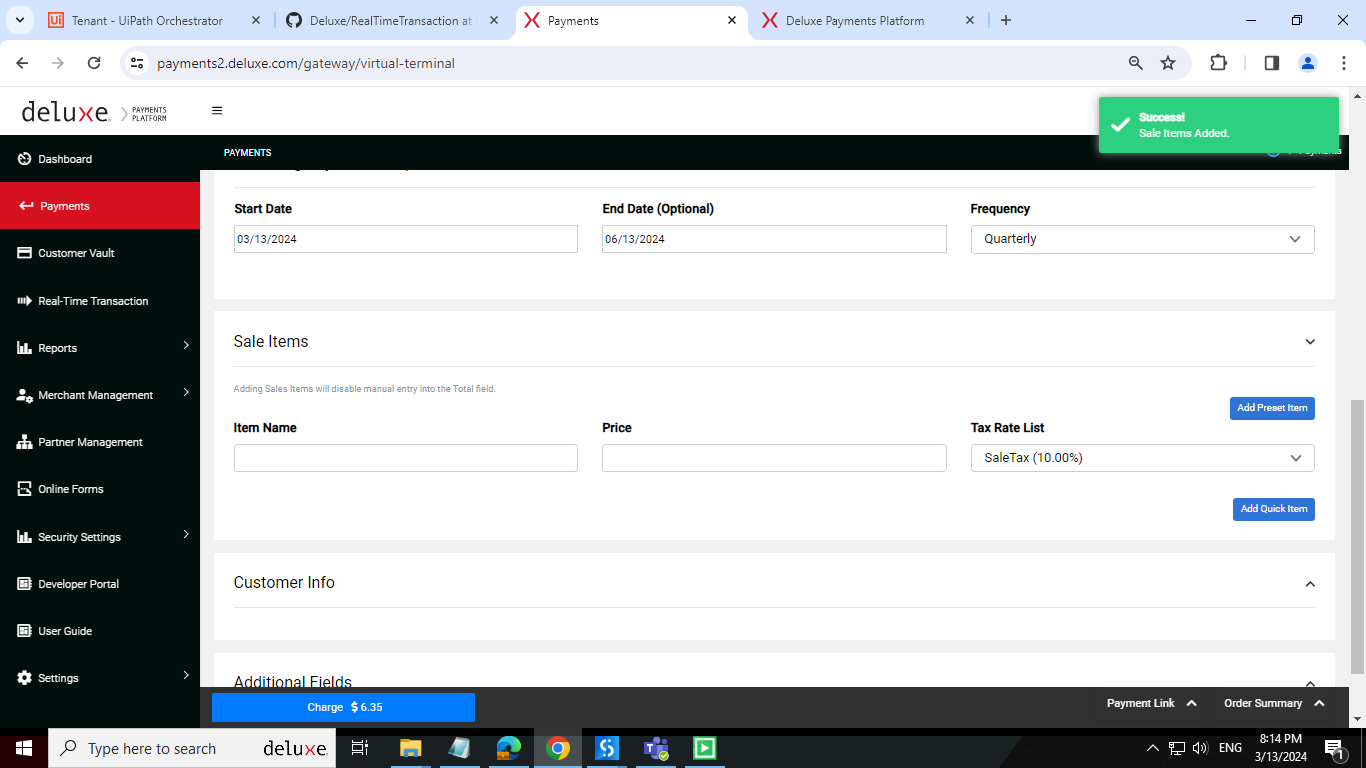 Tenant - UiPath Orchestrator
Deluxe/RealTimeTransaction at
Payments
Deluxe Payments Platform
payments2.deluxe.com/gateway/virtual-terminal
deluxe
PAYMENTS
PLATFORM
Success!
Sale Items Added.
Dashboard
PAYMENTS
Payments
Customer Vault
Real-Time Transaction
Reports
Merchant Management
Partner Management
Online Forms
Security Settings
Developer Portal
User Guide
Settings
Start Date
End Date (Optional)
Frequency
03/13/2024
06/13/2024
Quarterly
Sale Items
Adding Sales Items will disable manual entry into the Total field.
Add Preset Item
Item Name
Price
Tax Rate List
SaleTax (10.00%)
Add Quick Item
Customer Info
Additional Fields
Charge $ 6.35
Payment Link
Order Summary
Type here to search
deluxe
ENG
8:14 PM
3/13/2024
1